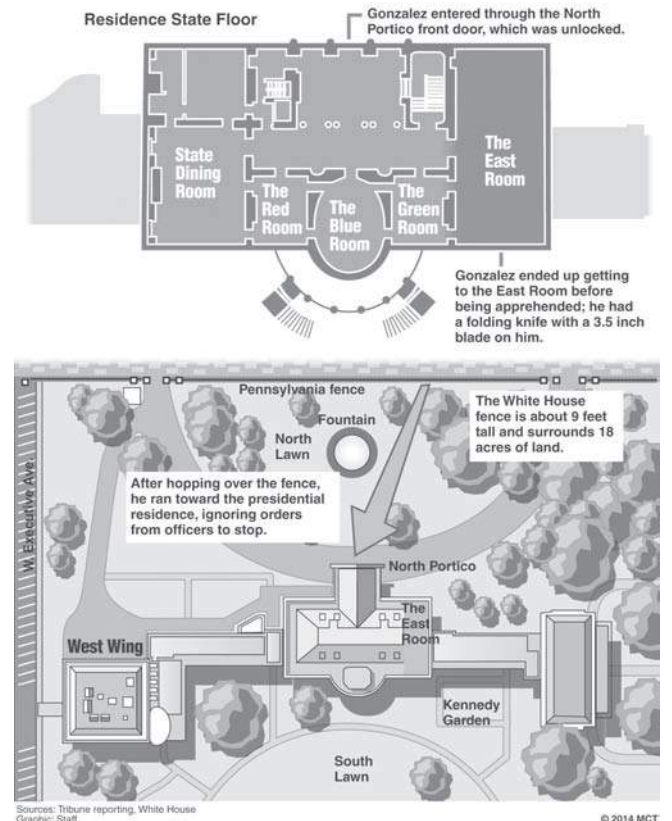 Residence State Floor
Gonzalez entered through the North
Portico front door, which was unlocked.
State
Dining
Room
The
Red
Room
The
Blue
Room
The
Green
Room
The
East
Room
Gonzalez ended up getting
to the East Room before
being apprehended; he had
a folding knife with a 3.5 inch
blade on him.
Pennsylvania fence
The White House
fence is about 9 feet
tall and surrounds 18
acres of land.
Fountain
North
Lawn
W. Executive Ave.
After hopping over the fence,
he ran toward the presidential
residence, ignoring orders
from officers to stop.
North Portico
The
East
Room
West Wing
Kennedy
Garden
South
Lawn
Sources: Tribune reporting, White House
Graphic: Staff
© 2014 MCT